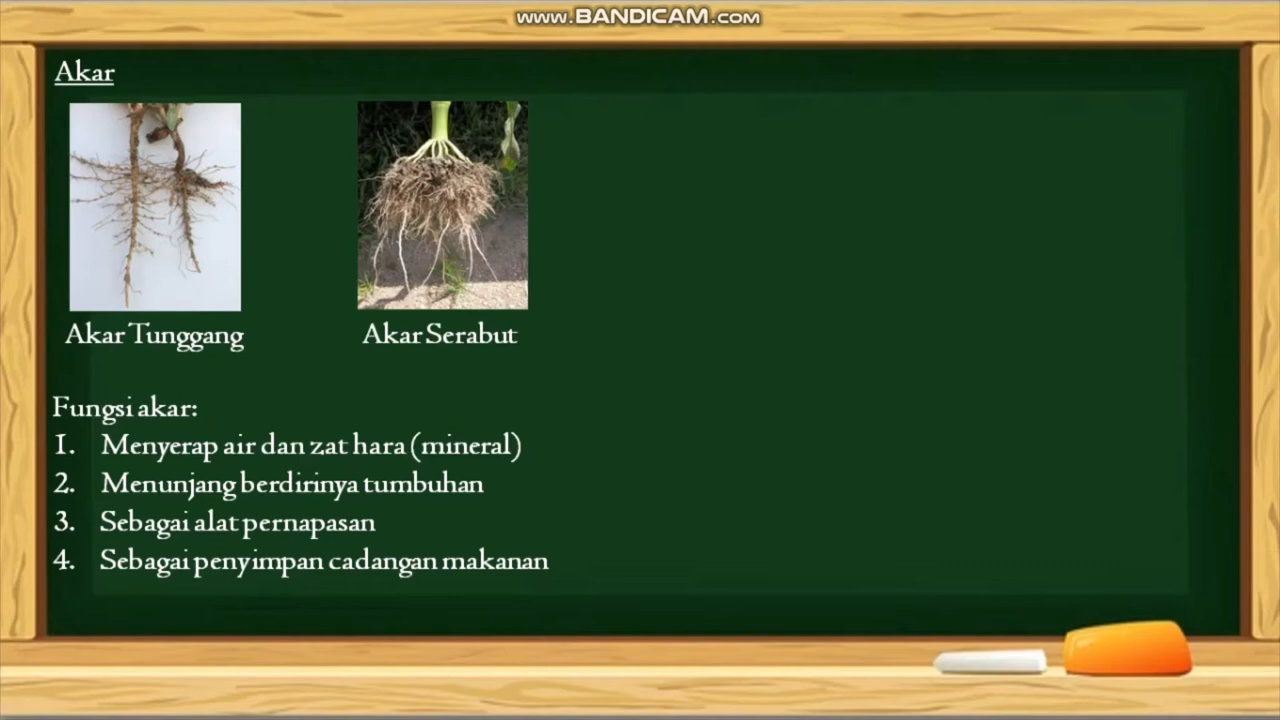 www.BANDICAM.com
Akar
Akar Tunggang
Akar Serabut
Fungsi akar:
1. Menyerap air dan zat hara (mineral)
2. Menunjang berdirinya tumbuhan
3. Sebagai alat pernapasan
4. Sebagai penyimpan cadangan makanan